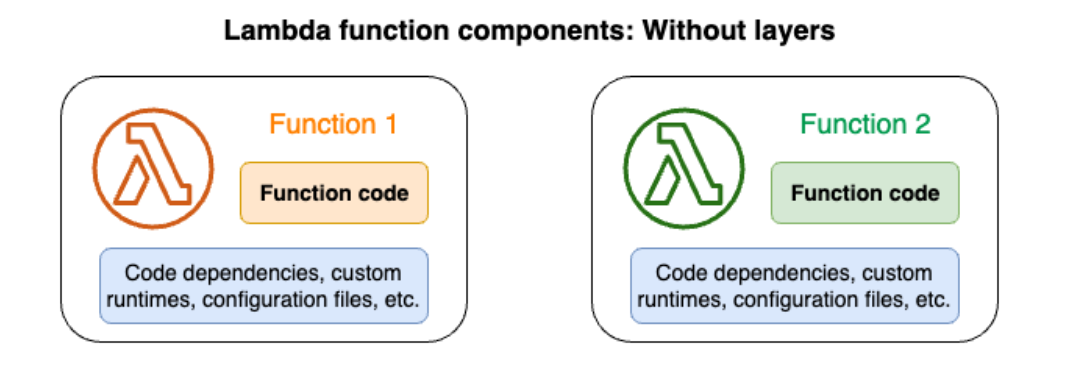 Lambda function components: Without layers
Function 1
Function code
Code dependencies, custom
runtimes, configuration files, etc.
Function 2
Function code
Code dependencies, custom
runtimes, configuration files, etc.